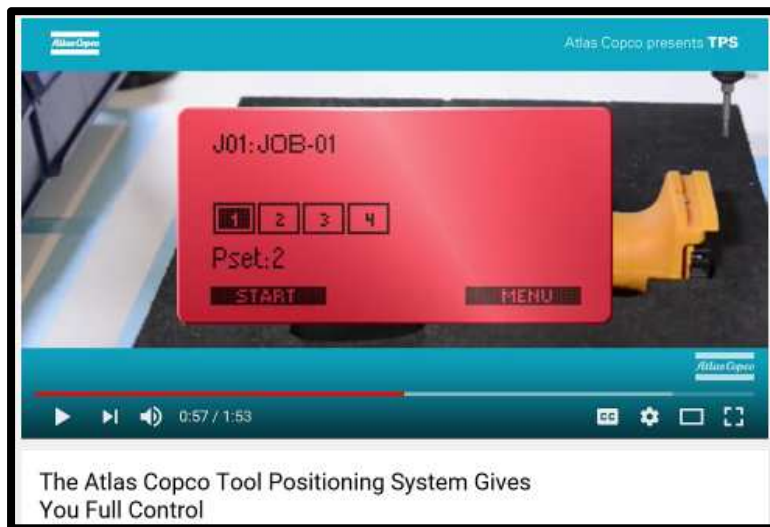 Atlas Copco
Atlas Copco presents TPS
J01:JOB-01
1 2 3 4
Pset:2
START MENU
Atlas Copco
0:57 / 1:53
CC
The Atlas Copco Tool Positioning System Gives
You Full Control